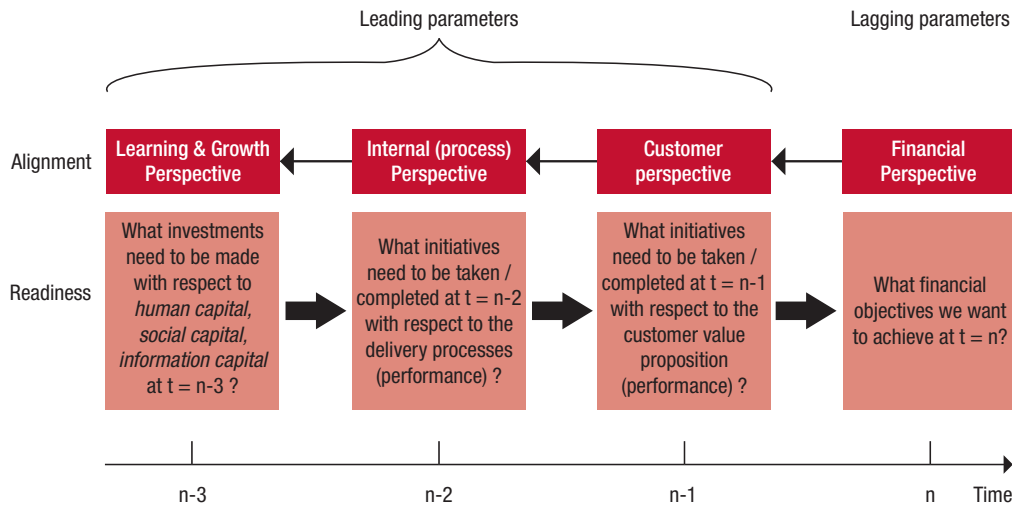 Leading parameters
Lagging parameters
Alignment
Learning & Growth
Perspective
Internal (process)
Perspective
Customer
perspective
Financial
Perspective
Readiness
What investments
need to be made
with respect to
human capital,
social capital,
information capital
at t = n-3 ?
What initiatives
need to be taken /
completed at t = n-2
with respect to the
delivery processes
(performance) ?
What initiatives
need to be taken /
completed at t = n-1
with respect to the
customer value
proposition
(performance) ?
What financial
objectives we want
to achieve at t = n?
n-3
n-2
n-1
n
Time